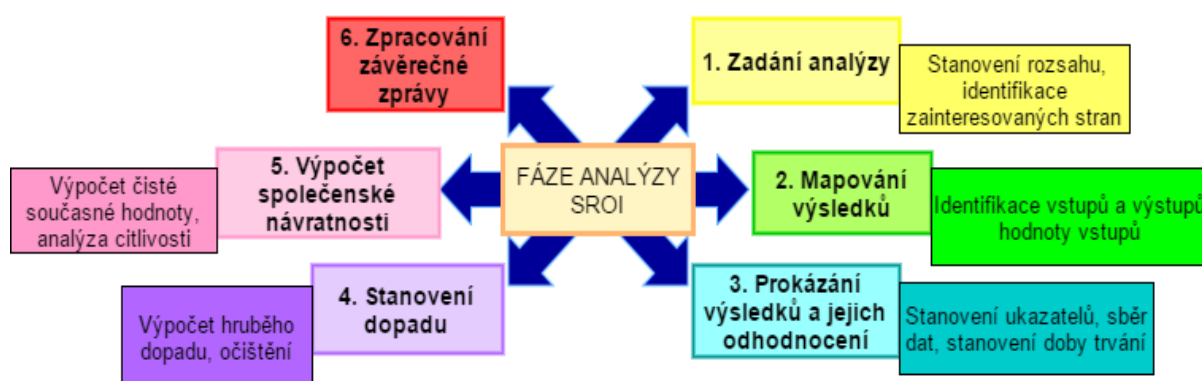 FÁZE ANALÝZY
SROI
1. Zadání analýzy
Stanovení rozsahu,
identifikace
zainteresovaných stran
2. Mapování
výsledků
Identifikace vstupů a výstupů
hodnoty vstupů
3. Prokázání
výsledků a jejich
odhodnocení
Stanovení ukazatelů, sběr
dat, stanovení doby trvání
4. Stanovení
dopadu
Výpočet hrubého
dopadu, očištění
5. Výpočet
společenské
návratnosti
Výpočet čisté
současné hodnoty,
analýza citlivosti
6. Zpracování
závěrečné
zprávy